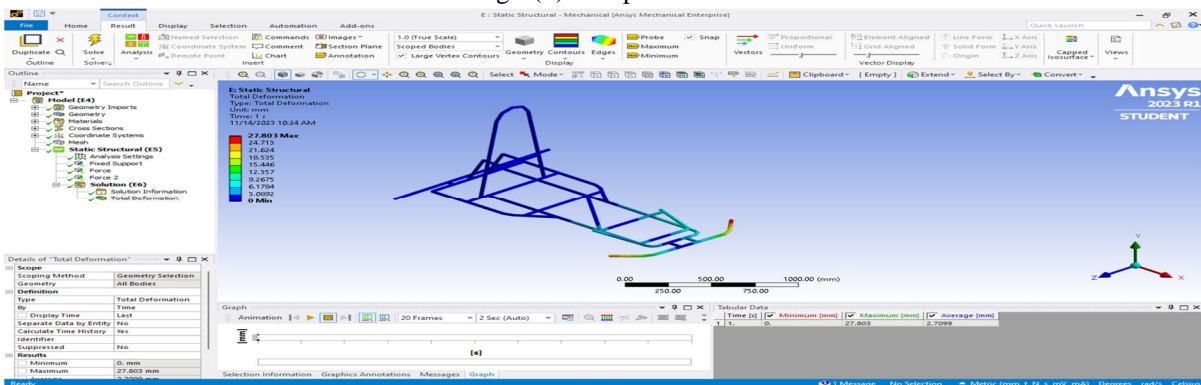 Context
E : Static Structural - Mechanical [Ansys Mechanical Enterprise]
File Home Result Display Selection Automation Add-ons
Quick Launch
Duplicate Q Solve Analysis
Named Selection Commands Images 1.0 (True Scale)
Coordinate System Comment Section Plane Scoped Bodies
Remote Point Chart Annotation Large Vertex Contours
Geometry Contours Edges
Probe Snap
Maximum
Minimum
Vectors
Proportional Element Aligned Line Form X Axis
Uniform Grid Aligned Solid Form Y Axis
Origin Z Axis
Capped Isosurface Views
Outline Solver Insert Display Vector Display
Outline
Name Search Outline
Select Mode Clipboard [ Empty ] Extend Select By Convert
Project*
Model (E4)
Geometry Imports
Geometry
Materials
Cross Sections
Coordinate Systems
Mesh
Static Structural (E5)
Analysis Settings
Fixed Support
Force
Force 2
Solution (E6)
Solution Information
Total Deformation
E: Static Structural
Total Deformation
Type: Total Deformation
Unit: mm
Time: 1 s
11/14/2023 10:24 AM
27.803 Max
24.713
21.624
18.535
15.446
12.357
9.2675
6.1784
3.0892
0 Min
Ansys
2023 R1
STUDENT
Y
Z
X
0.00 500.00 1000.00 (mm)
250.00 750.00
Details of "Total Deformation"
Scope
Scoping Method Geometry Selection
Geometry All Bodies
Definition
Type Total Deformation
By Time
Display Time Last
Separate Data by Entity No
Calculate Time History Yes
Identifier
Suppressed No
Results
Minimum 0. mm
Maximum 27.803 mm
Graph
Animation 20 Frames 2 Sec (Auto)
[mm]
[s]
Tabular Data
Time [s] Minimum [mm] Maximum [mm] Average [mm]
1 1. 0. 27.803 2.7099
Selection Information Graphics Annotations Messages Graph
Ready
1 Message No Selection Metric (mm, t, N, s, mV, mA) Degrees rad/s Celsius